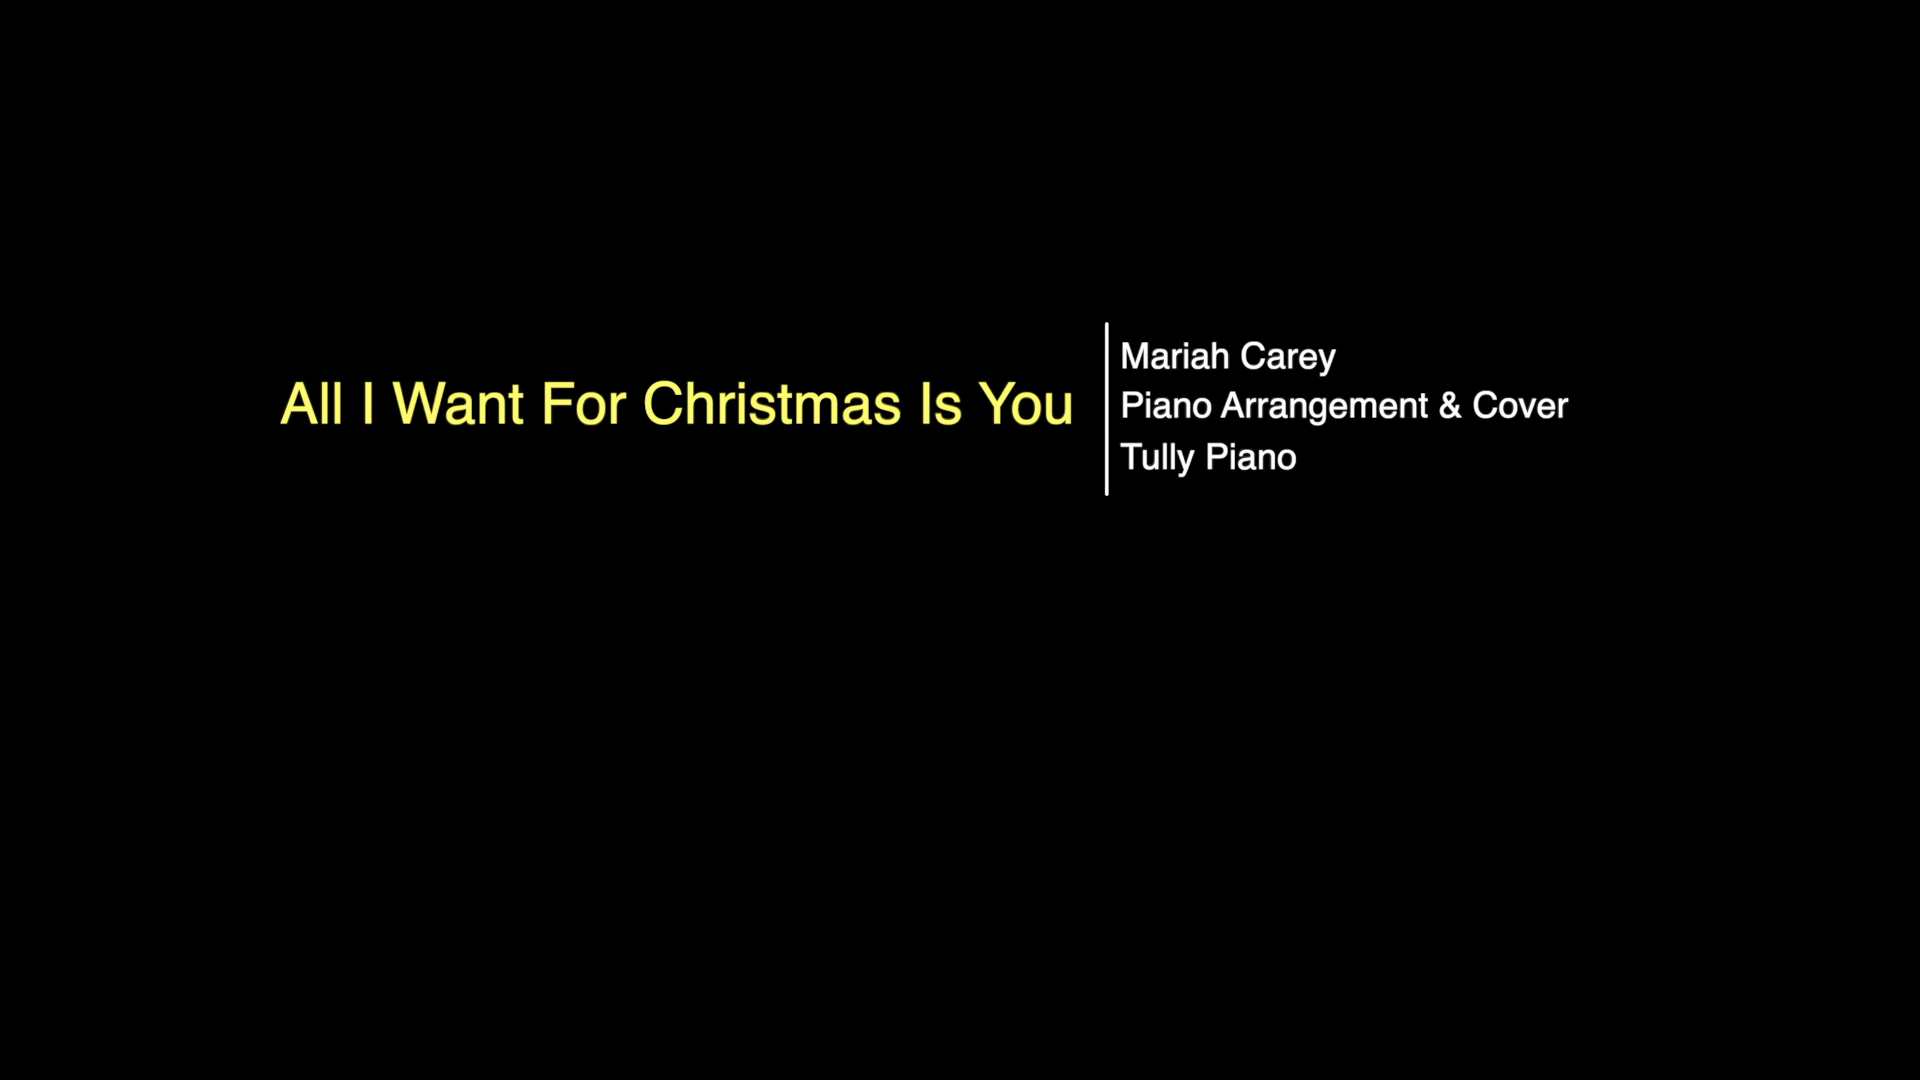 All I Want For Christmas Is You
Mariah Carey
Piano Arrangement & Cover
Tully Piano